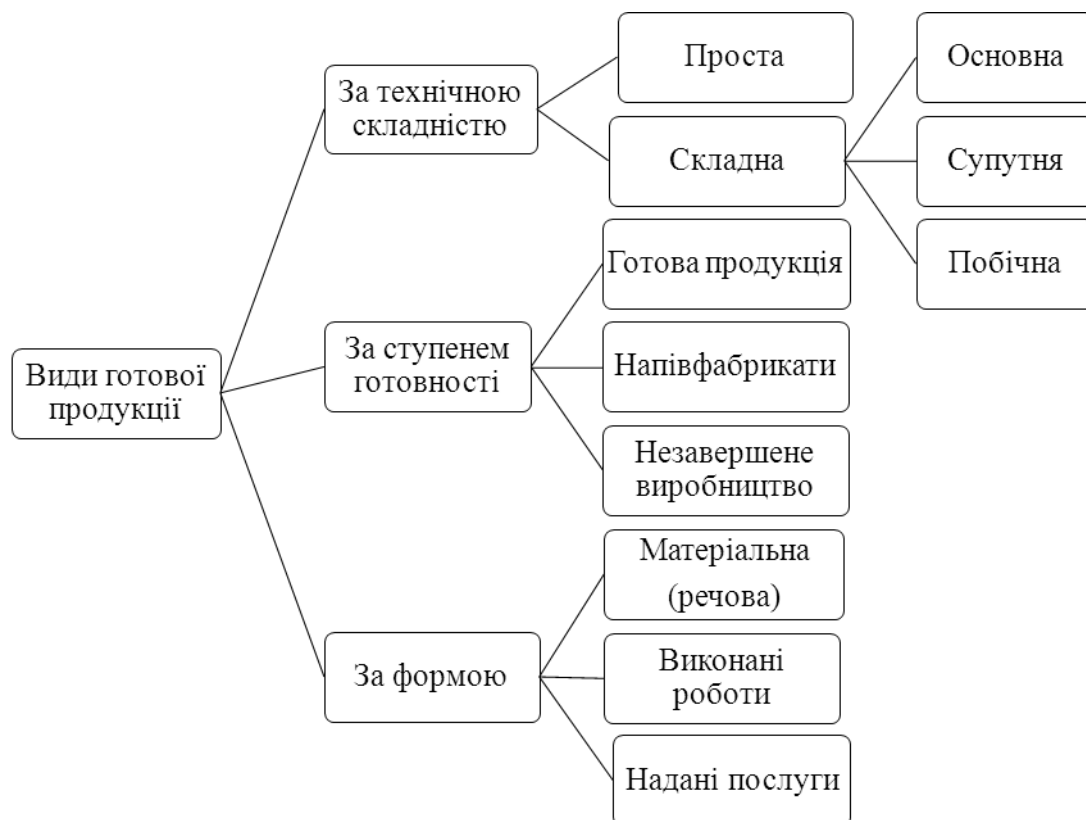 Види готової
продукції
За технічною
складністю
Проста
Складна
Основна
Супутня
Побічна
За ступенем
готовності
Готова продукція
Напівфабрикати
Незавершене
виробництво
За формою
Матеріальна
(речова)
Виконані
роботи
Надані послуги